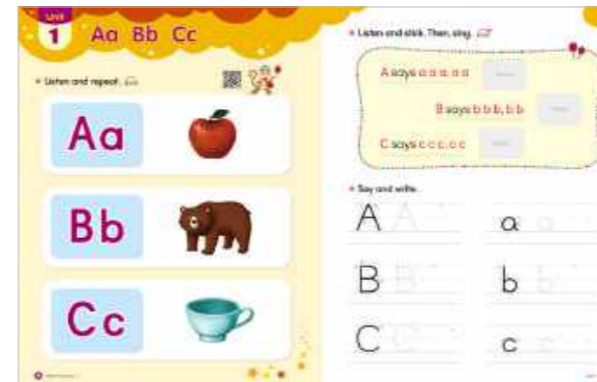 Unit
1
Aa Bb Cc
Listen and repeat.
Aa
Bb
Cc
Listen and stick. Then, sing.
A says a a a, a a
B says b b b, b b
C says c c c, c c
Say and write.
A A a a
B B b b
C C c c